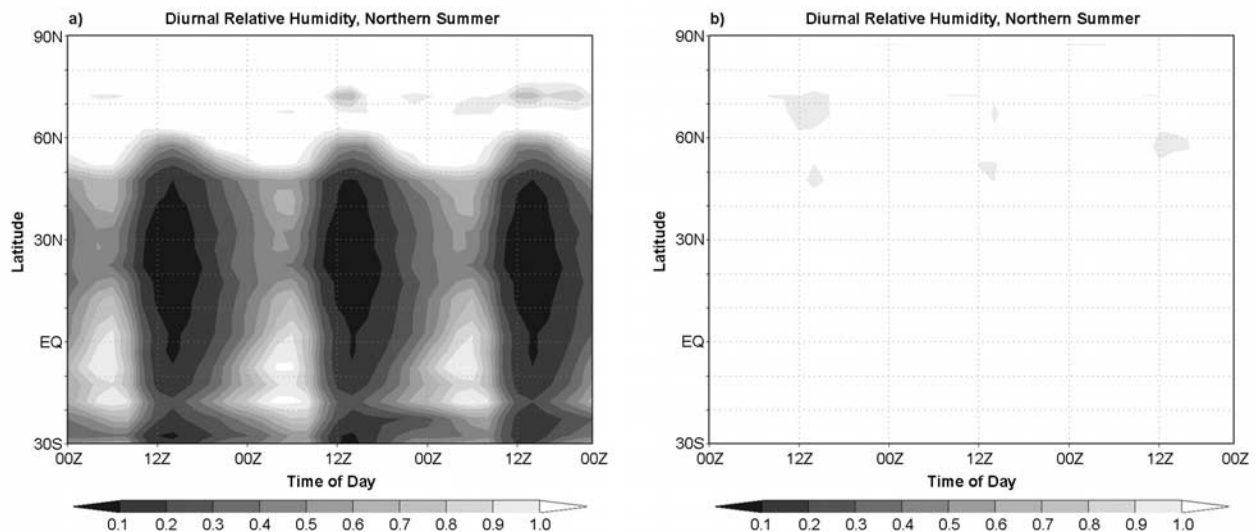 a) Diurnal Relative Humidity, Northern Summer
90N
60N
30N
EQ
30S
Latitude
00Z 12Z 00Z 12Z 00Z 12Z 00Z
Time of Day
0.1 0.2 0.3 0.4 0.5 0.6 0.7 0.8 0.9 1.0
b) Diurnal Relative Humidity, Northern Summer
90N
60N
30N
EQ
30S
Latitude
00Z 12Z 00Z 12Z 00Z 12Z 00Z
Time of Day
0.1 0.2 0.3 0.4 0.5 0.6 0.7 0.8 0.9 1.0